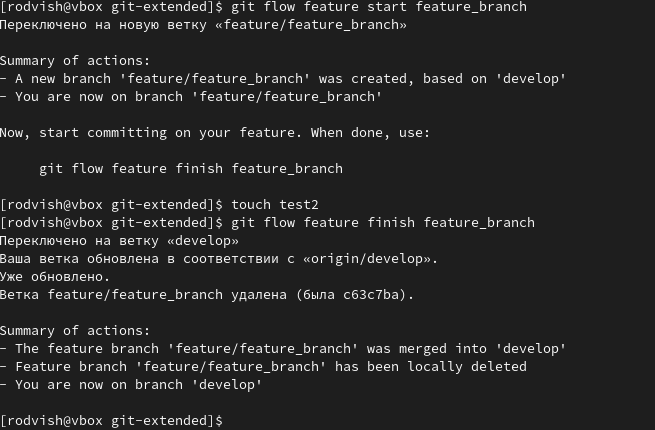 [rodvish@vbox git-extended]$ git flow feature start feature_branch
Переключено на новую ветку «feature/feature_branch»
Summary of actions:
- A new branch 'feature/feature_branch' was created, based on 'develop'
- You are now on branch 'feature/feature_branch'
Now, start committing on your feature. When done, use:
git flow feature finish feature_branch
[rodvish@vbox git-extended]$ touch test2
[rodvish@vbox git-extended]$ git flow feature finish feature_branch
Переключено на ветку «develop»
Ваша ветка обновлена в соответствии с «origin/develop».
Уже обновлено.
Ветка feature/feature_branch удалена (была c63c7ba).
Summary of actions:
- The feature branch 'feature/feature_branch' was merged into 'develop'
- Feature branch 'feature/feature_branch' has been locally deleted
- You are now on branch 'develop'
[rodvish@vbox git-extended]$